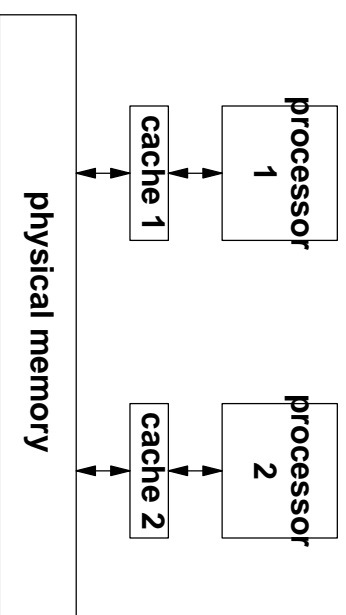 processor
1
processor
2
cache 1
cache 2
physical memory